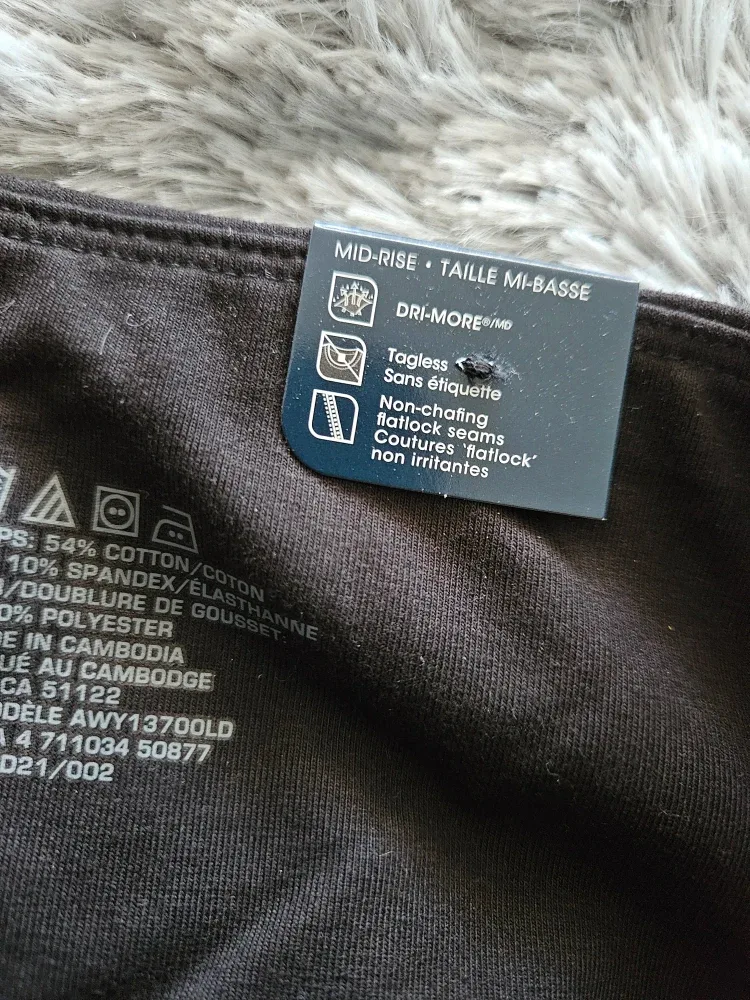 MID-RISE • TAILLE MI-BASSE
DRI-MORE®/MD
Tagless
Sans étiquette
Non-chafing
flatlock seams
Coutures 'flatlock'
non irritantes
PS: 54% COTTON/COTON
10% SPANDEX/ÉLASTHANNE
/DOUBLURE DE GOUSSET:
0% POLYESTER
DE IN CAMBODIA
UÉ AU CAMBODGE
CA 51122
ODÈLE AWY13700LD
A 4 711034 50877
D21/002